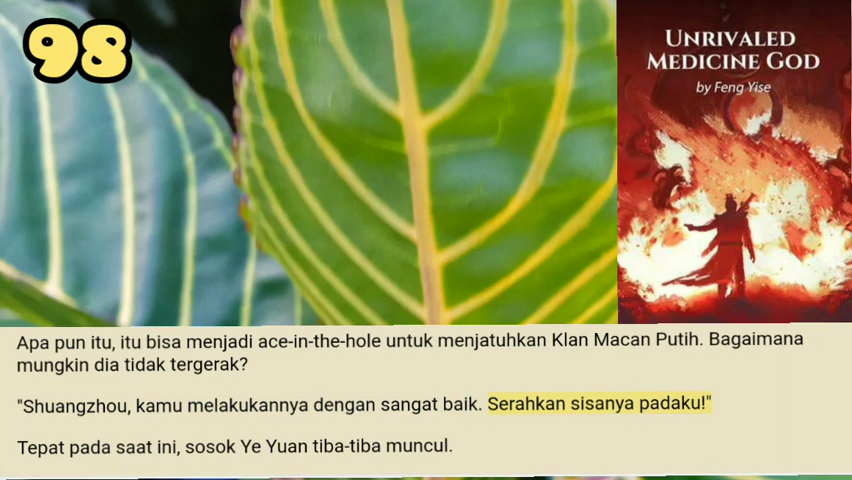 98
UNRIVALED
MEDICINE GOD
by Feng Yise
Apa pun itu, itu bisa menjadi ace-in-the-hole untuk menjatuhkan Klan Macan Putih. Bagaimana
mungkin dia tidak tergerak?
"Shuangzhou, kamu melakukannya dengan sangat baik. Serahkan sisanya padaku!"
Tepat pada saat ini, sosok Ye Yuan tiba-tiba muncul.